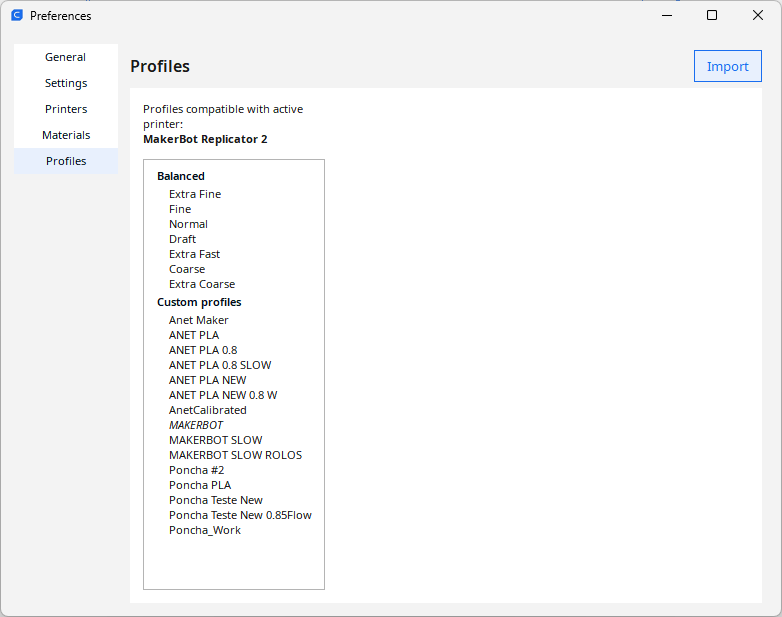 Preferences
General
Settings
Printers
Materials
Profiles
Profiles
Import
Profiles compatible with active
printer:
MakerBot Replicator 2
Balanced
Extra Fine
Fine
Normal
Draft
Extra Fast
Coarse
Extra Coarse
Custom profiles
Anet Maker
ANET PLA
ANET PLA 0.8
ANET PLA 0.8 SLOW
ANET PLA NEW
ANET PLA NEW 0.8 W
AnetCalibrated
MAKERBOT
MAKERBOT SLOW
MAKERBOT SLOW ROLOS
Poncha #2
Poncha PLA
Poncha Teste New
Poncha Teste New 0.85Flow
Poncha_Work